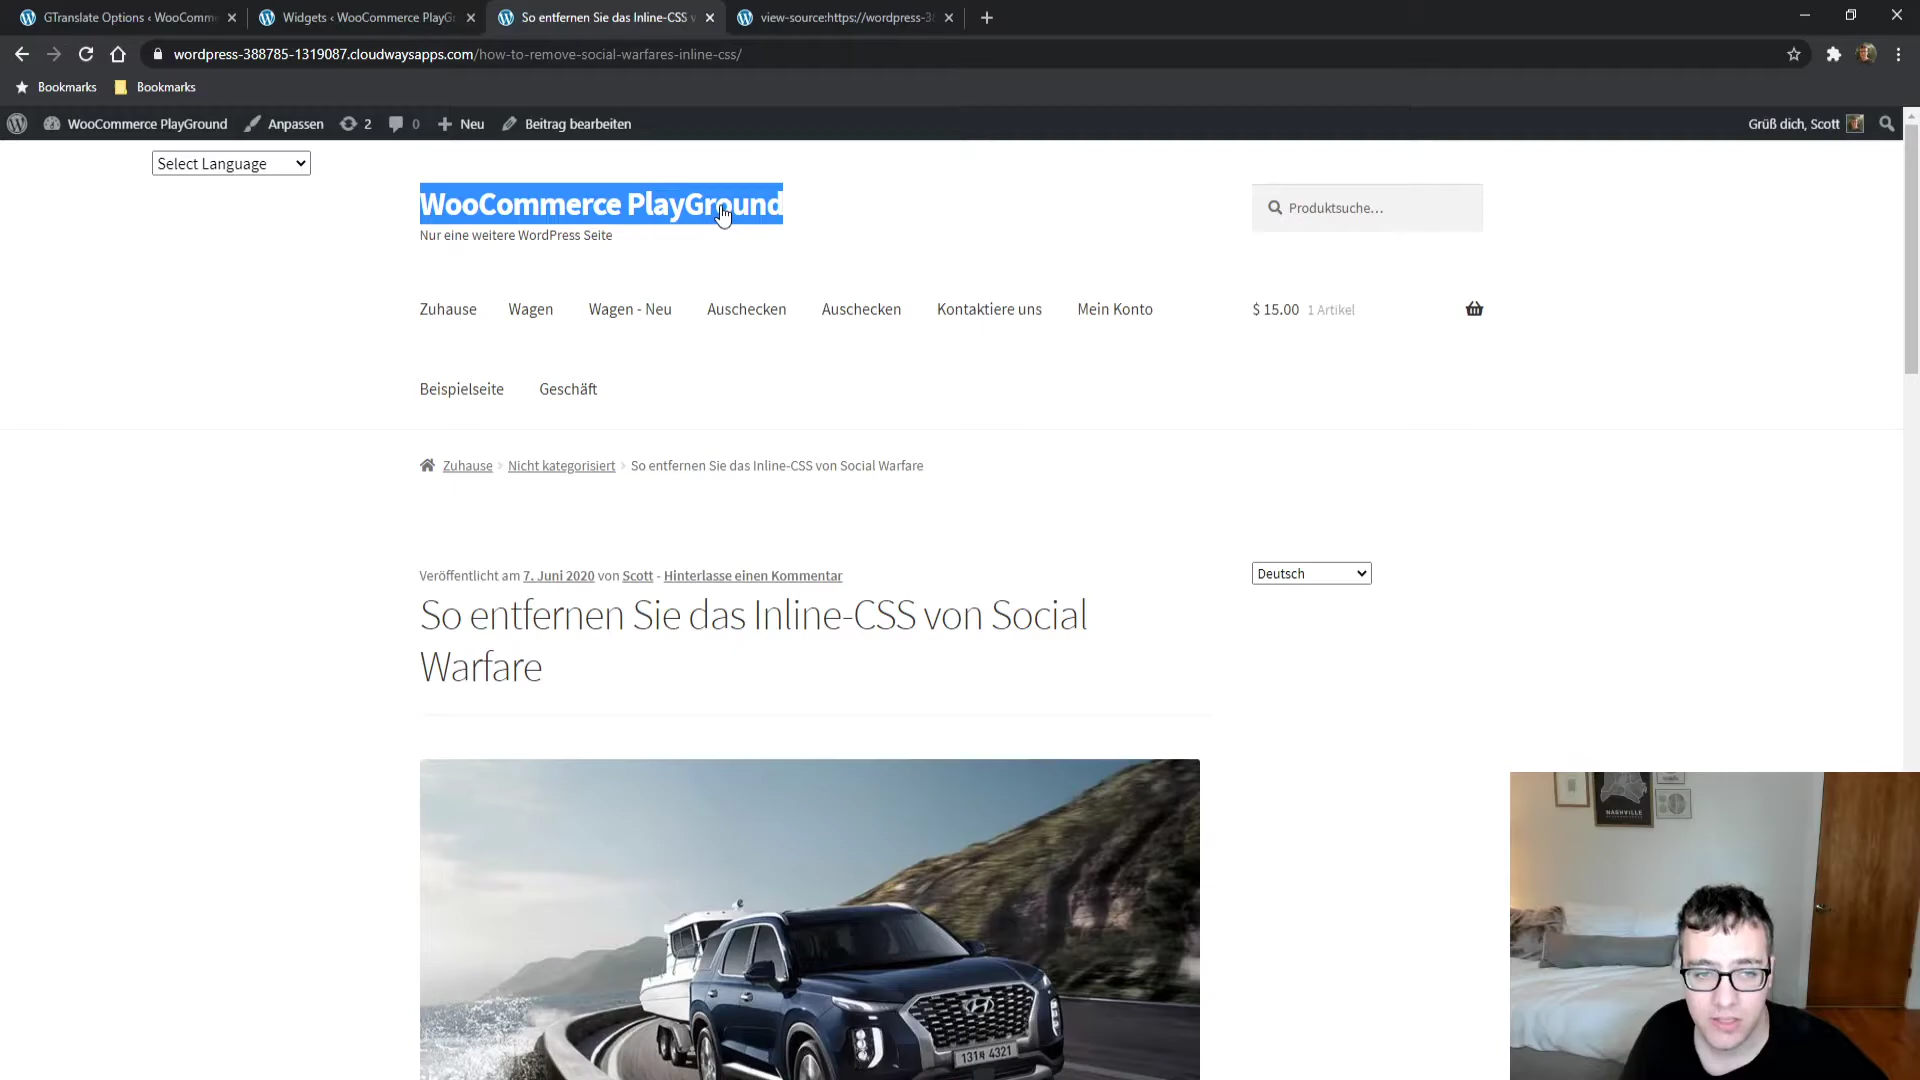 GTranslate Options ‹ WooComm
Widgets ‹ WooCommerce PlayGr
So entfernen Sie das Inline-CSS v
view-source:https://wordpress-38
wordpress-388785-1319087.cloudwaysapps.com/how-to-remove-social-warfares-inline-css/
Bookmarks
Bookmarks
WooCommerce PlayGround
Anpassen
2
0
Neu
Beitrag bearbeiten
Grüß dich, Scott
Select Language
WooCommerce PlayGround
Nur eine weitere WordPress Seite
Produktsuche…
Zuhause
Wagen
Wagen - Neu
Auschecken
Auschecken
Kontaktiere uns
Mein Konto
$ 15.00 1 Artikel
Beispielseite
Geschäft
Zuhause
Nicht kategorisiert
So entfernen Sie das Inline-CSS von Social Warfare
Veröffentlicht am 7. Juni 2020 von Scott - Hinterlasse einen Kommentar
Deutsch
So entfernen Sie das Inline-CSS von Social
Warfare
NASHVILLE